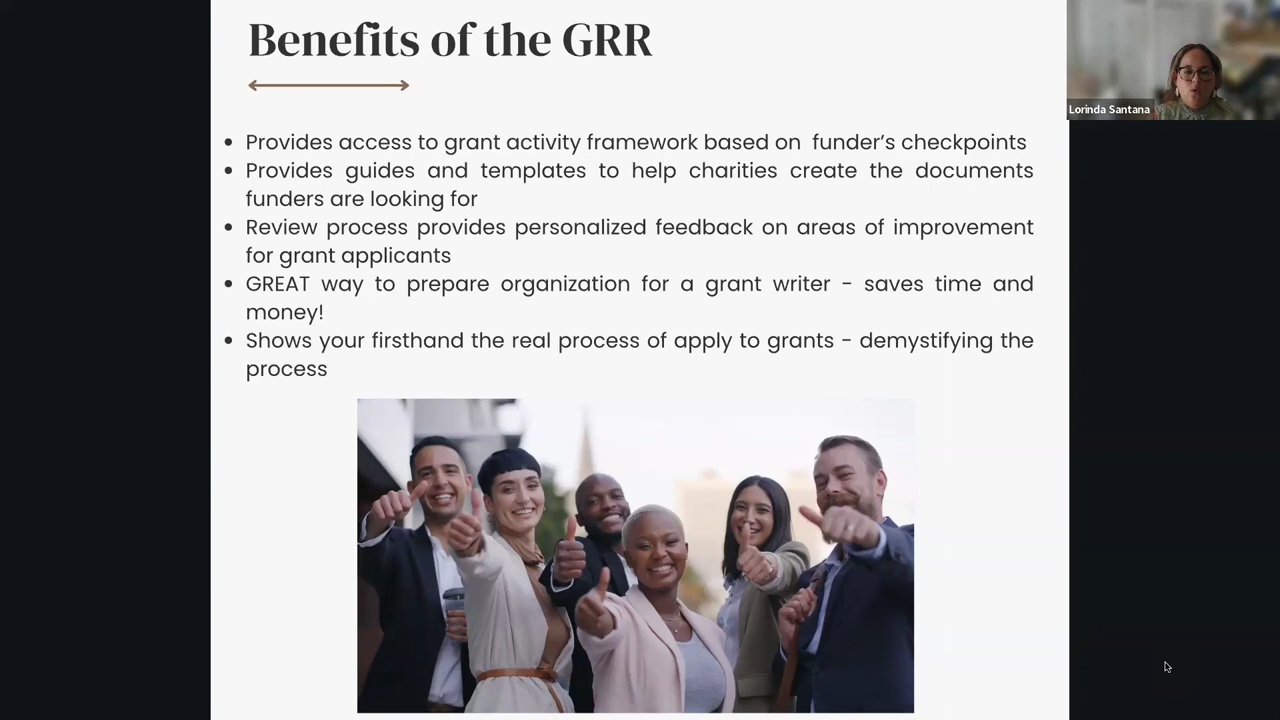 Benefits of the GRR
Lorinda Santana
• Provides access to grant activity framework based on  funder's checkpoints
• Provides guides and templates to help charities create the documents
funders are looking for
• Review process provides personalized feedback on areas of improvement
for grant applicants
• GREAT way to prepare organization for a grant writer - saves time and
money!
• Shows your firsthand the real process of apply to grants - demystifying the
process